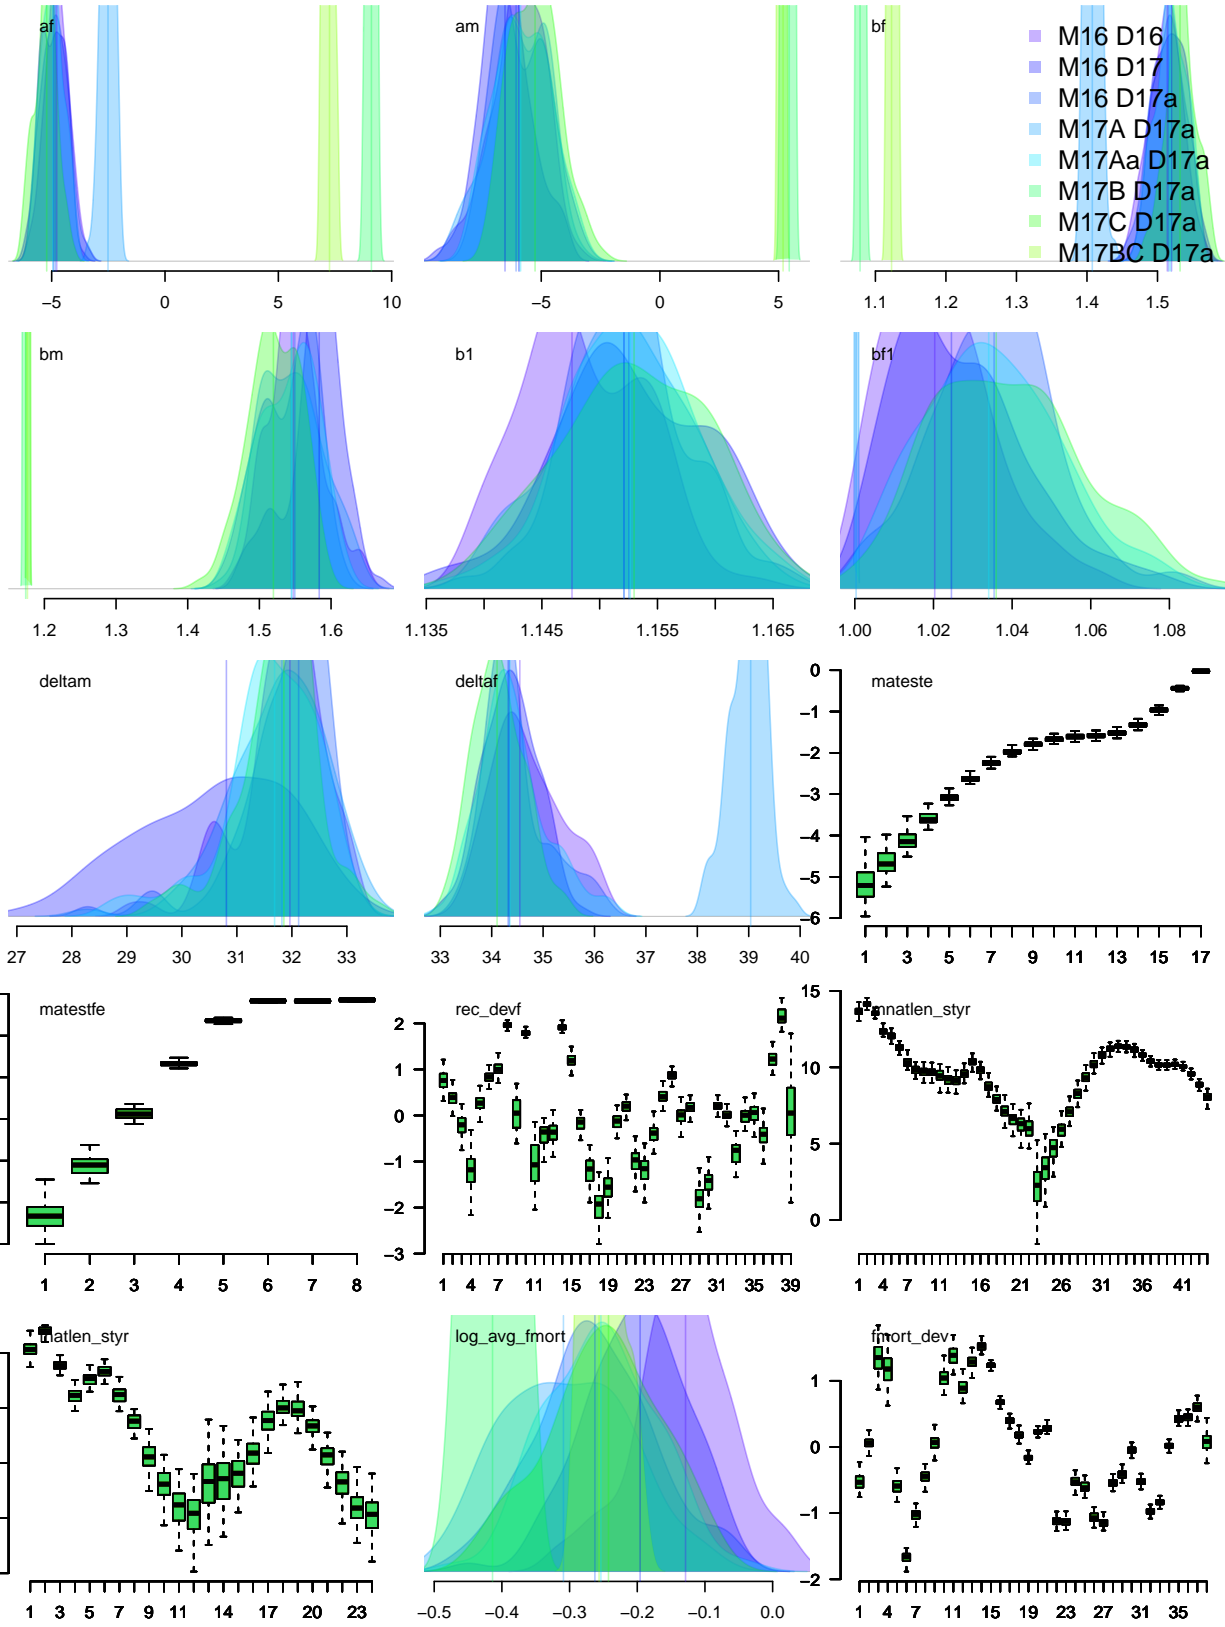 af
am
bf
M16 D16
M16 D17
M16 D17a
M17A D17a
M17Aa D17a
M17B D17a
M17C D17a
M17BC D17a
−5 0 5 10
−5 0 5
1.1 1.2 1.3 1.4 1.5
bm
b1
bf1
1.2 1.3 1.4 1.5 1.6
1.135 1.145 1.155 1.165
1.00 1.02 1.04 1.06 1.08
deltam
deltaf
mateste
0
−1
−2
−3
−4
−5
−6
27 28 29 30 31 32 33
33 34 35 36 37 38 39 40
1 3 5 7 9 11 13 15 17
matestfe
rec_devf
mnatlen_styr
2
1
0
−1
−2
−3
15
10
5
0
1 2 3 4 5 6 7 8
1 4 7 11 15 19 23 27 31 35 39
1 4 7 11 16 21 26 31 36 41
natlen_styr
log_avg_fmort
fmort_dev
1
0
−1
−2
1 3 5 7 9 11 14 17 20 23
−0.5 −0.4 −0.3 −0.2 −0.1 0.0
1 4 7 11 15 19 23 27 31 35